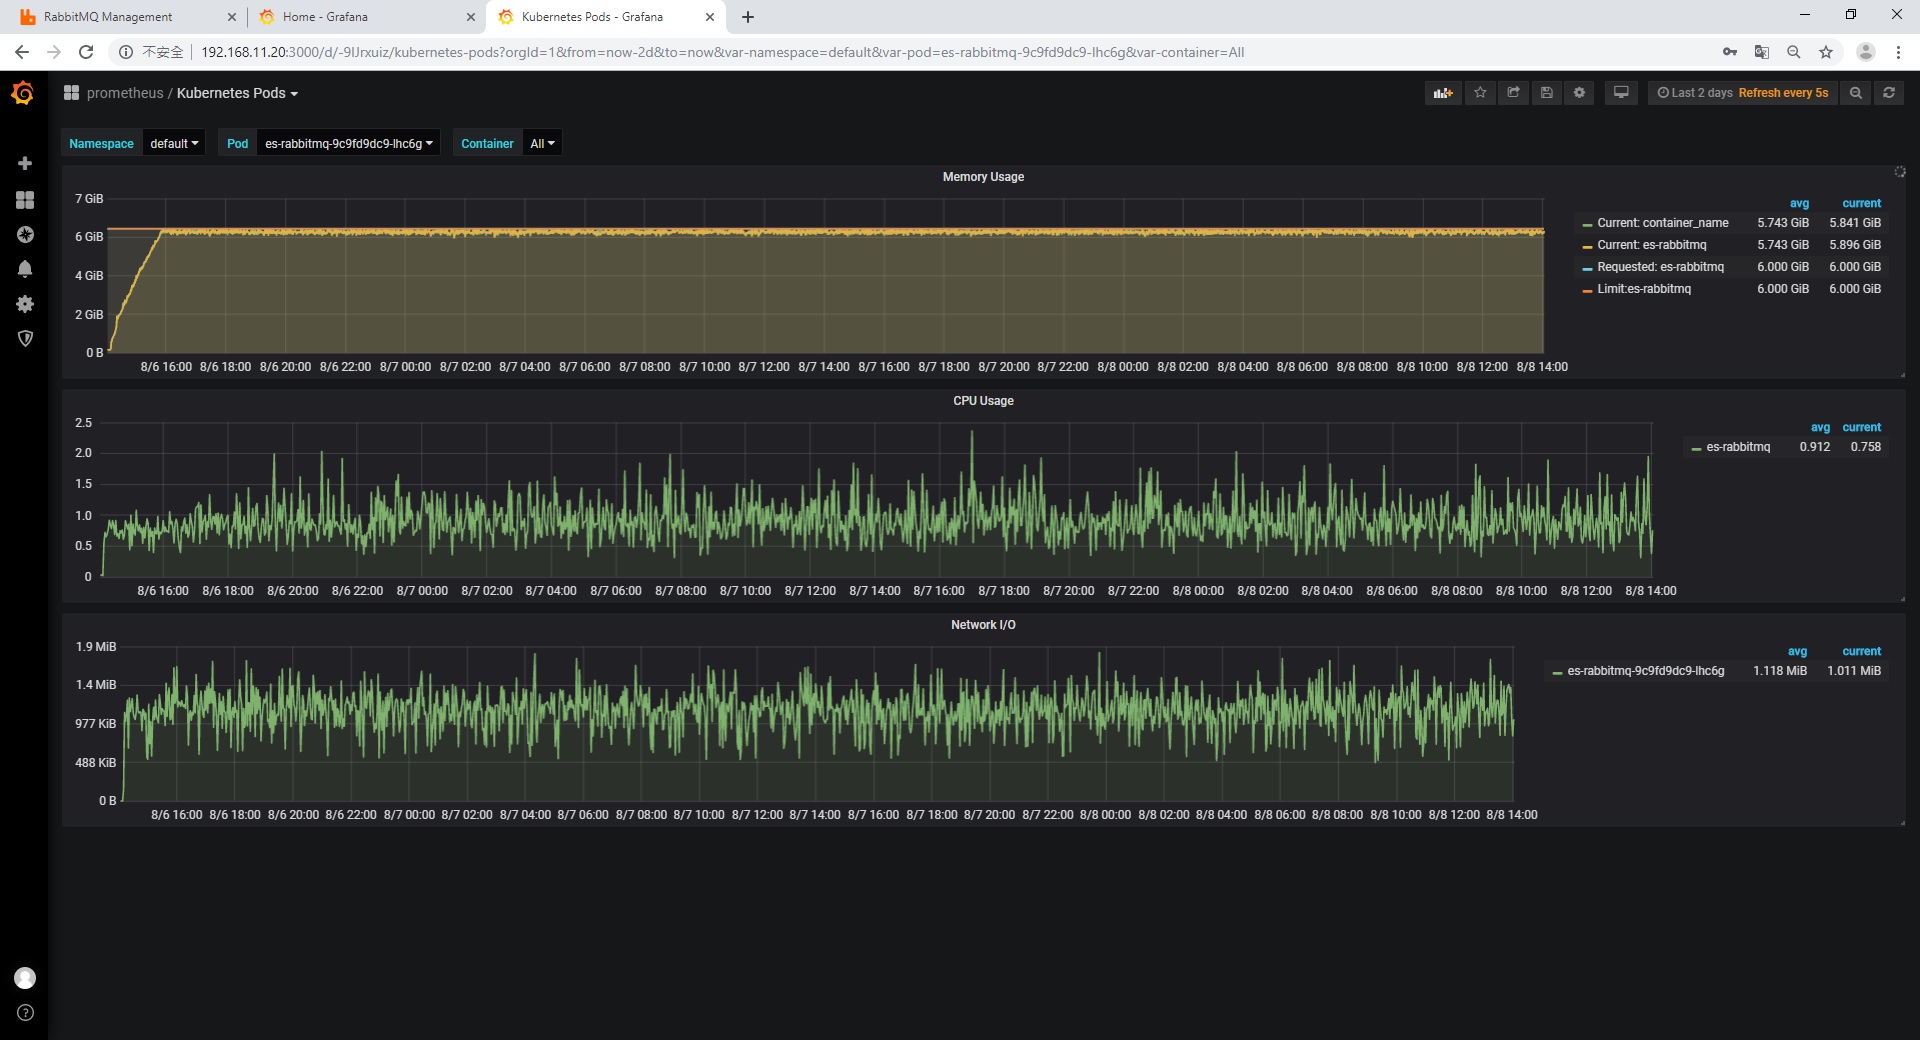 RabbitMQ Management
Home - Grafana
Kubernetes Pods - Grafana
不安全 192.168.11.20:3000/d/-9IJrxuiz/kubernetes-pods?orgId=1&from=now-2d&to=now&var-namespace=default&var-pod=es-rabbitmq-9c9fd9dc9-lhc6g&var-container=All
prometheus / Kubernetes Pods
Last 2 days Refresh every 5s
Namespace default Pod es-rabbitmq-9c9fd9dc9-lhc6g Container All
Memory Usage
7 GiB
6 GiB
4 GiB
2 GiB
0 B
8/6 16:00 8/6 18:00 8/6 20:00 8/6 22:00 8/7 00:00 8/7 02:00 8/7 04:00 8/7 06:00 8/7 08:00 8/7 10:00 8/7 12:00 8/7 14:00 8/7 16:00 8/7 18:00 8/7 20:00 8/7 22:00 8/8 00:00 8/8 02:00 8/8 04:00 8/8 06:00 8/8 08:00 8/8 10:00 8/8 12:00 8/8 14:00
avg current
Current: container_name 5.743 GiB 5.841 GiB
Current: es-rabbitmq 5.743 GiB 5.896 GiB
Requested: es-rabbitmq 6.000 GiB 6.000 GiB
Limit:es-rabbitmq 6.000 GiB 6.000 GiB
CPU Usage
2.5
2.0
1.5
1.0
0.5
0
8/6 16:00 8/6 18:00 8/6 20:00 8/6 22:00 8/7 00:00 8/7 02:00 8/7 04:00 8/7 06:00 8/7 08:00 8/7 10:00 8/7 12:00 8/7 14:00 8/7 16:00 8/7 18:00 8/7 20:00 8/7 22:00 8/8 00:00 8/8 02:00 8/8 04:00 8/8 06:00 8/8 08:00 8/8 10:00 8/8 12:00 8/8 14:00
avg current
es-rabbitmq 0.912 0.758
Network I/O
1.9 MiB
1.4 MiB
977 KiB
488 KiB
0 B
8/6 16:00 8/6 18:00 8/6 20:00 8/6 22:00 8/7 00:00 8/7 02:00 8/7 04:00 8/7 06:00 8/7 08:00 8/7 10:00 8/7 12:00 8/7 14:00 8/7 16:00 8/7 18:00 8/7 20:00 8/7 22:00 8/8 00:00 8/8 02:00 8/8 04:00 8/8 06:00 8/8 08:00 8/8 10:00 8/8 12:00 8/8 14:00
avg current
es-rabbitmq-9c9fd9dc9-lhc6g 1.118 MiB 1.011 MiB